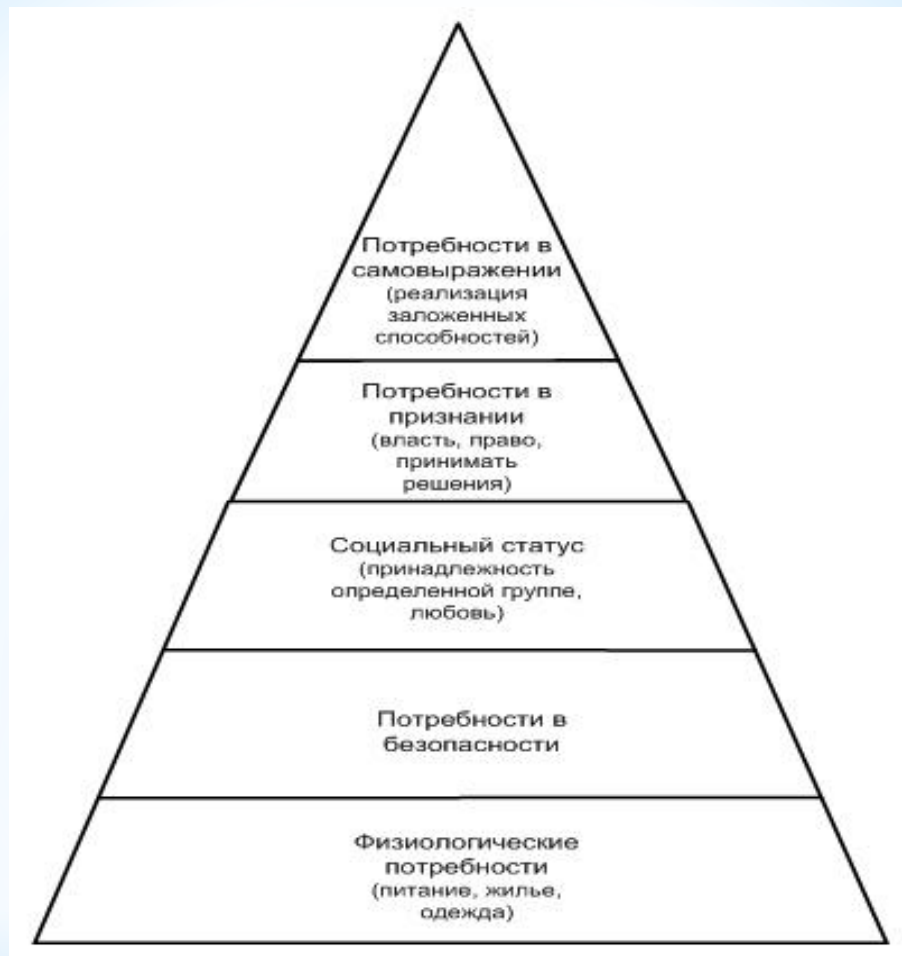 Потребности в
самовыражении
(реализация
заложенных
способностей)
Потребности в
признании
(власть, право,
принимать
решения)
Социальный статус
(принадлежность
определенной группе,
любовь)
Потребности в
безопасности
Физиологические
потребности
(питание, жилье,
одежда)